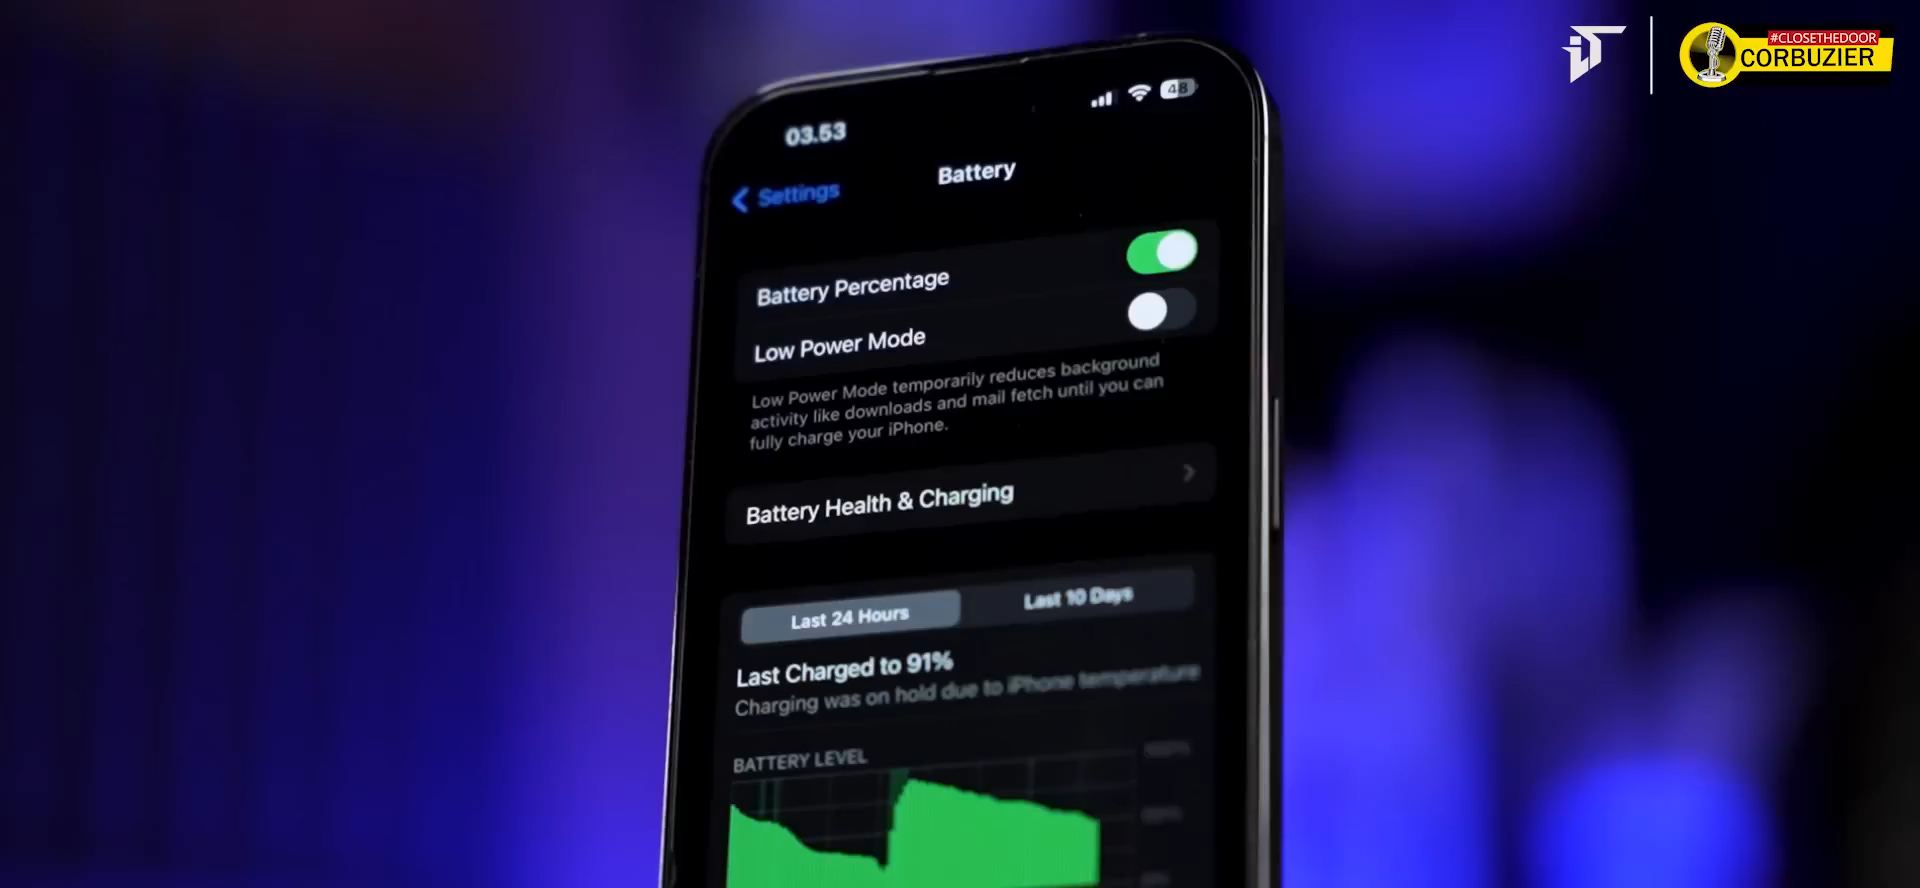 #CLOSETHEDOOR
CORBUZIER
03.53
48
Settings
Battery
Battery Percentage
Low Power Mode
Low Power Mode temporarily reduces background
activity like downloads and mail fetch until you can
fully charge your iPhone.
Battery Health & Charging
Last 24 Hours
Last 10 Days
Last Charged to 91%
Charging was on hold due to iPhone temperature
BATTERY LEVEL